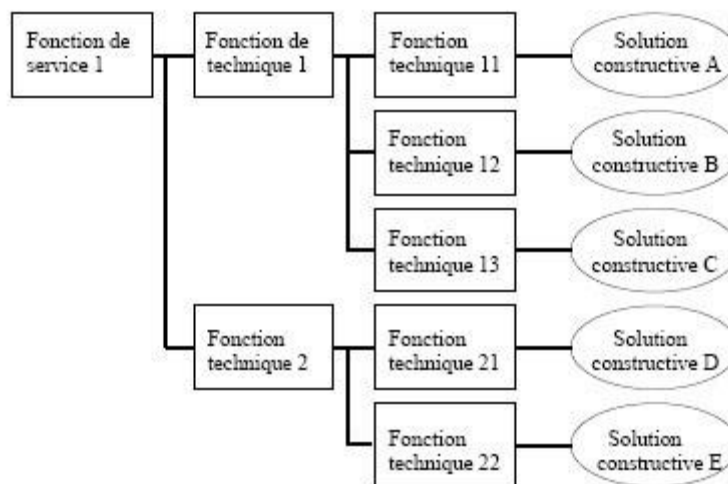 Fonction de
service 1
Fonction de
technique 1
Fonction
technique 11
Solution
constructive A
Fonction
technique 12
Solution
constructive B
Fonction
technique 13
Solution
constructive C
Fonction
technique 2
Fonction
technique 21
Solution
constructive D
Fonction
technique 22
Solution
constructive E